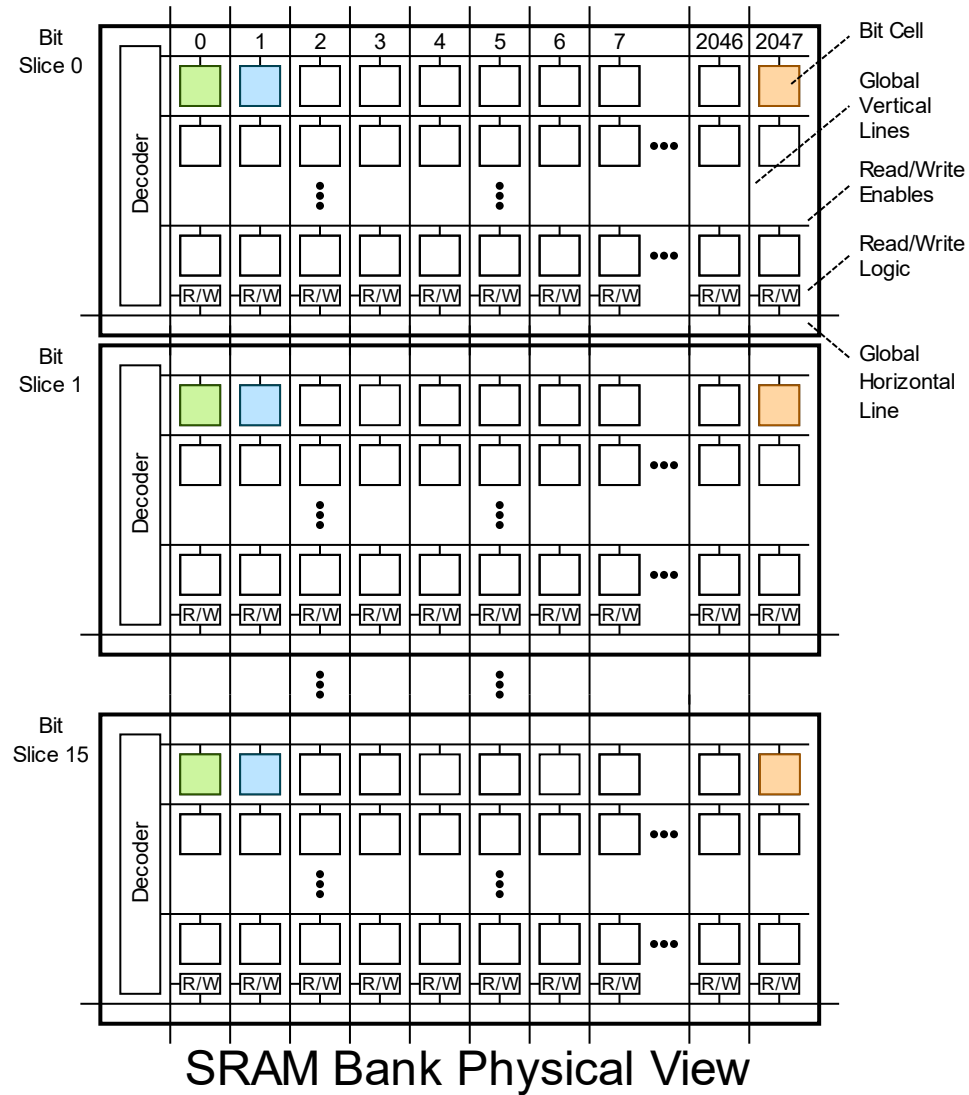 Bit
Slice 0
0 1 2 3 4 5 6 7 2046 2047
Decoder
R/W R/W R/W R/W R/W R/W R/W R/W R/W R/W
Bit Cell
Global
Vertical
Lines
Read/Write
Enables
Read/Write
Logic
Global
Horizontal
Line
Bit
Slice 1
Decoder
R/W R/W R/W R/W R/W R/W R/W R/W R/W R/W
Bit
Slice 15
Decoder
R/W R/W R/W R/W R/W R/W R/W R/W R/W R/W
SRAM Bank Physical View